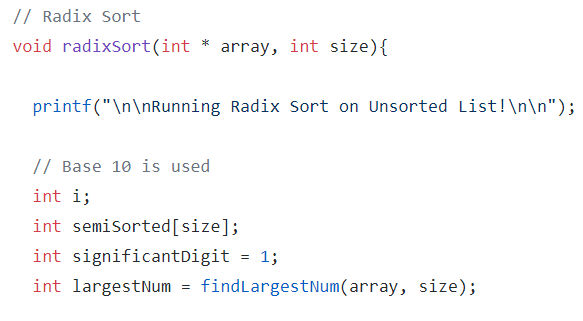 // Radix Sort
void radixSort(int * array, int size){
printf("\n\nRunning Radix Sort on Unsorted List!\n\n");
// Base 10 is used
int i;
int semiSorted[size];
int significantDigit = 1;
int largestNum = findLargestNum(array, size);